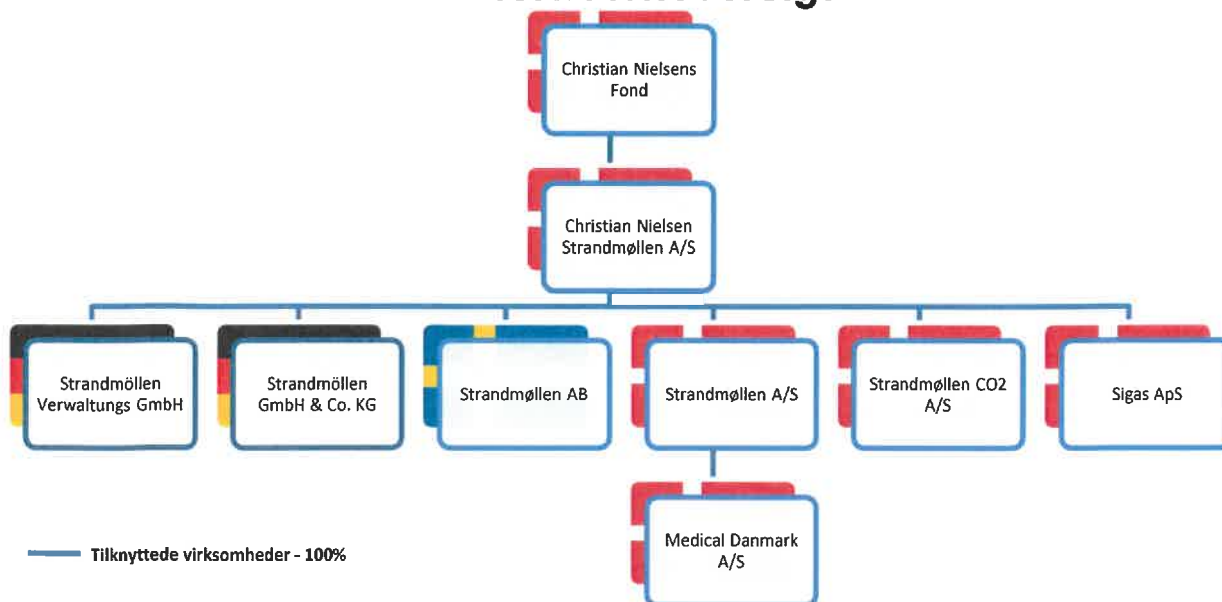 Christian Nielsens
Fond
Christian Nielsen
Strandmøllen A/S
Strandmöllen
Verwaltungs GmbH
Strandmöllen
GmbH & Co. KG
Strandmøllen AB
Strandmøllen A/S
Strandmøllen CO2
A/S
Sigas ApS
Medical Danmark
A/S
Tilknyttede virksomheder - 100%